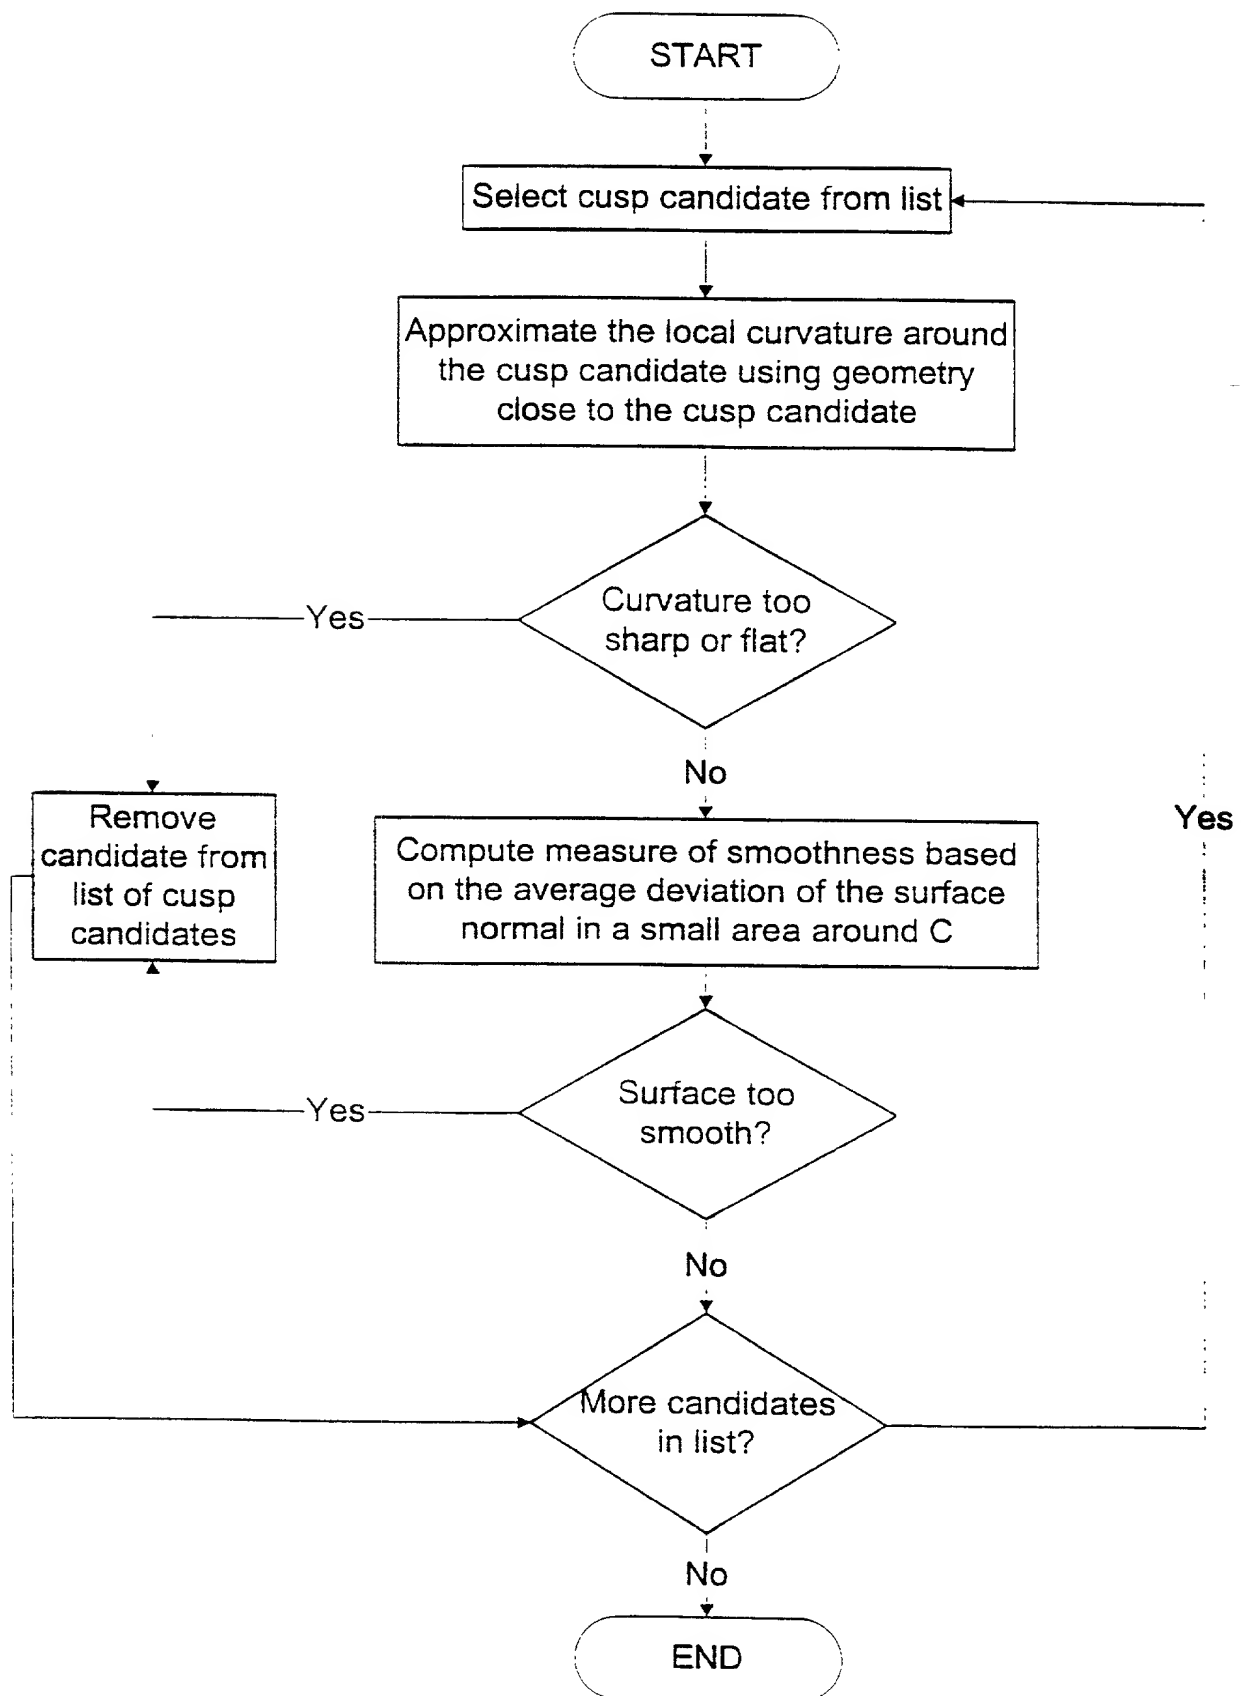 START
Select cusp candidate from list
Approximate the local curvature around
the cusp candidate using geometry
close to the cusp candidate
Curvature too
sharp or flat?
Yes
No
Remove
candidate from
list of cusp
candidates
Compute measure of smoothness based
on the average deviation of the surface
normal in a small area around C
Yes
Surface too
smooth?
Yes
No
More candidates
in list?
No
END